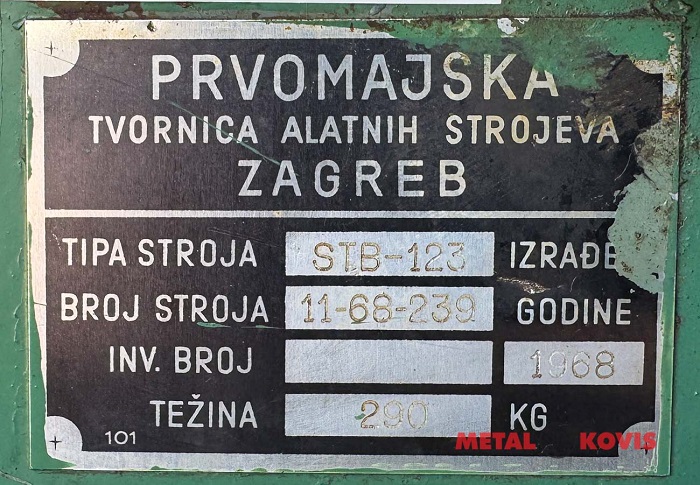 PRVOMAJSKA
TVORNICA ALATNIH STROJEVA
ZAGREB
TIPA STROJA STB-123 IZRAĐE
BROJ STROJA 11-68-239 GODINE
INV. BROJ 1968
TEŽINA 290 KG
101
METAL KOVIS